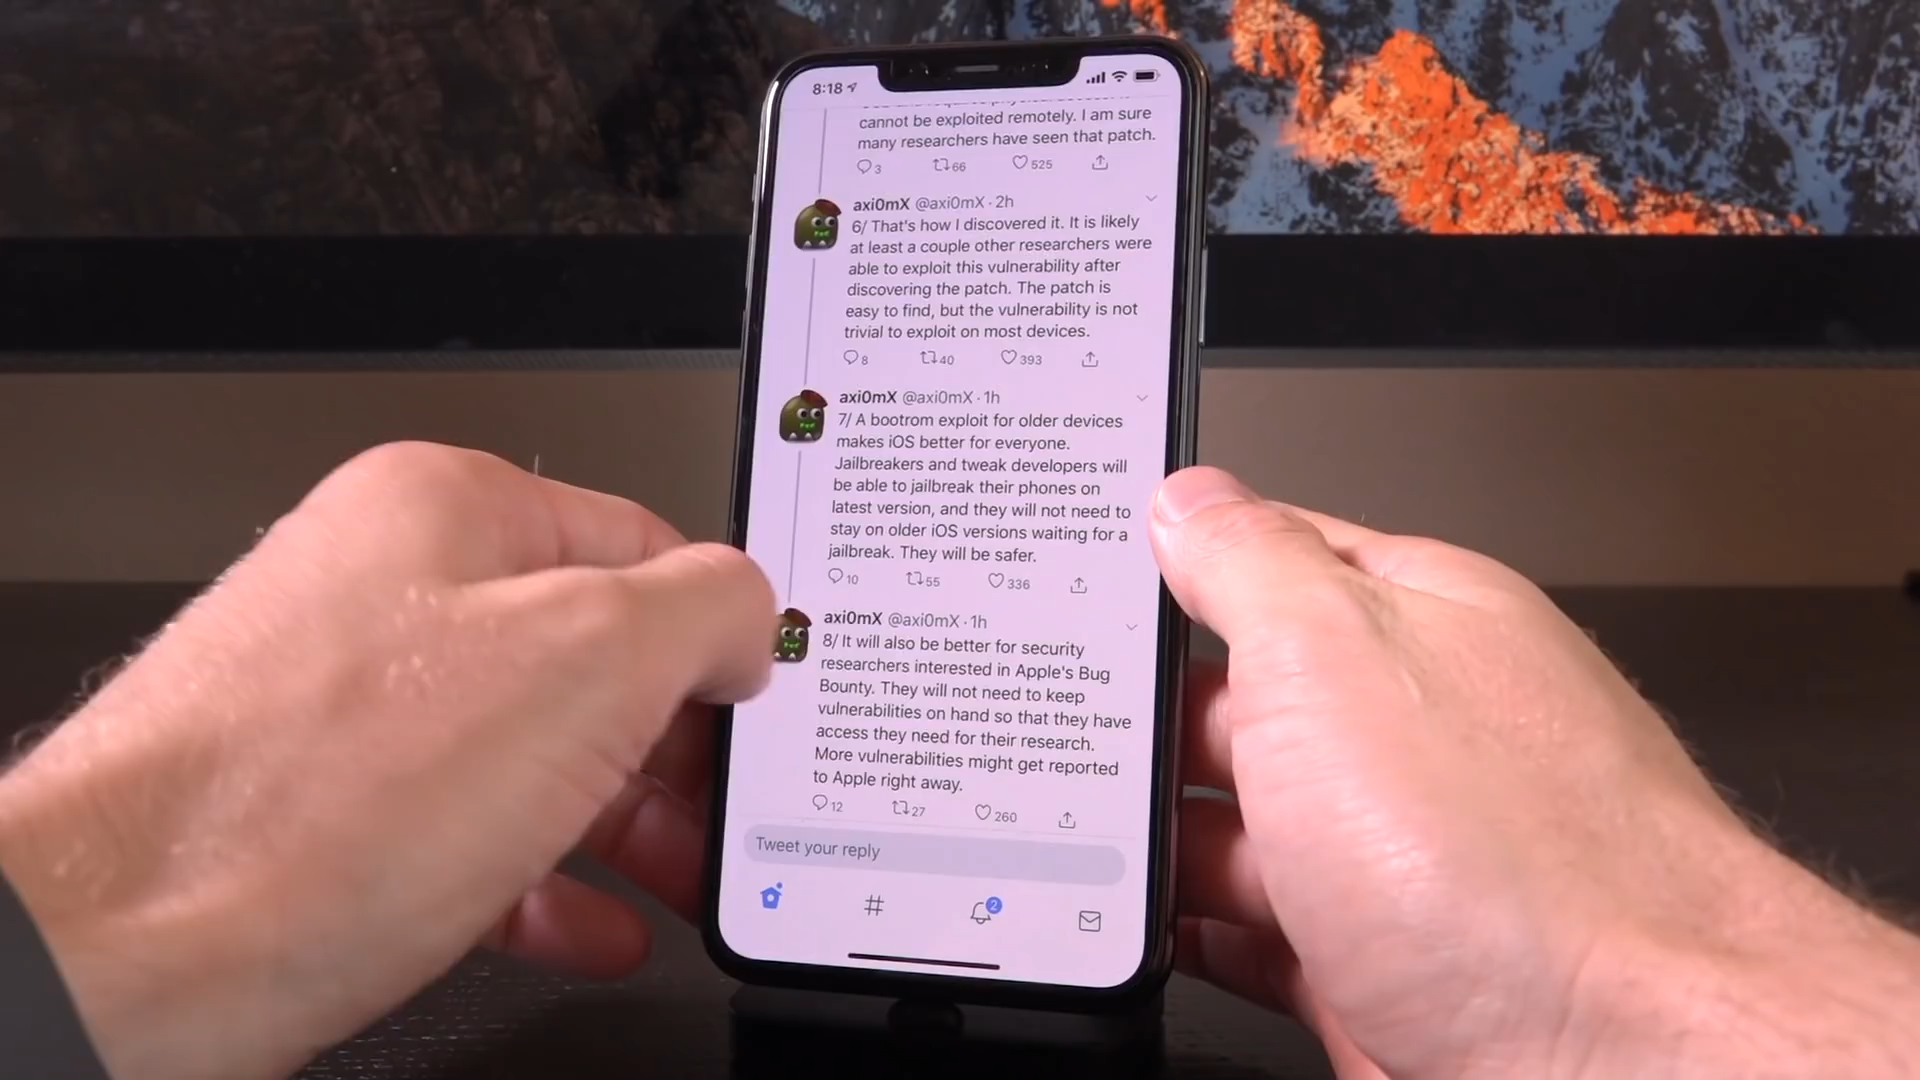 8:18
cannot be exploited remotely. I am sure
many researchers have seen that patch.
3 66 525
axi0mX @axi0mX · 2h
6/ That's how I discovered it. It is likely
at least a couple other researchers were
able to exploit this vulnerability after
discovering the patch. The patch is
easy to find, but the vulnerability is not
trivial to exploit on most devices.
8 40 393
axi0mX @axi0mX · 1h
7/ A bootrom exploit for older devices
makes iOS better for everyone.
Jailbreakers and tweak developers will
be able to jailbreak their phones on
latest version, and they will not need to
stay on older iOS versions waiting for a
jailbreak. They will be safer.
10 55 336
axi0mX @axi0mX · 1h
8/ It will also be better for security
researchers interested in Apple's Bug
Bounty. They will not need to keep
vulnerabilities on hand so that they have
access they need for their research.
More vulnerabilities might get reported
to Apple right away.
12 27 260
Tweet your reply
2